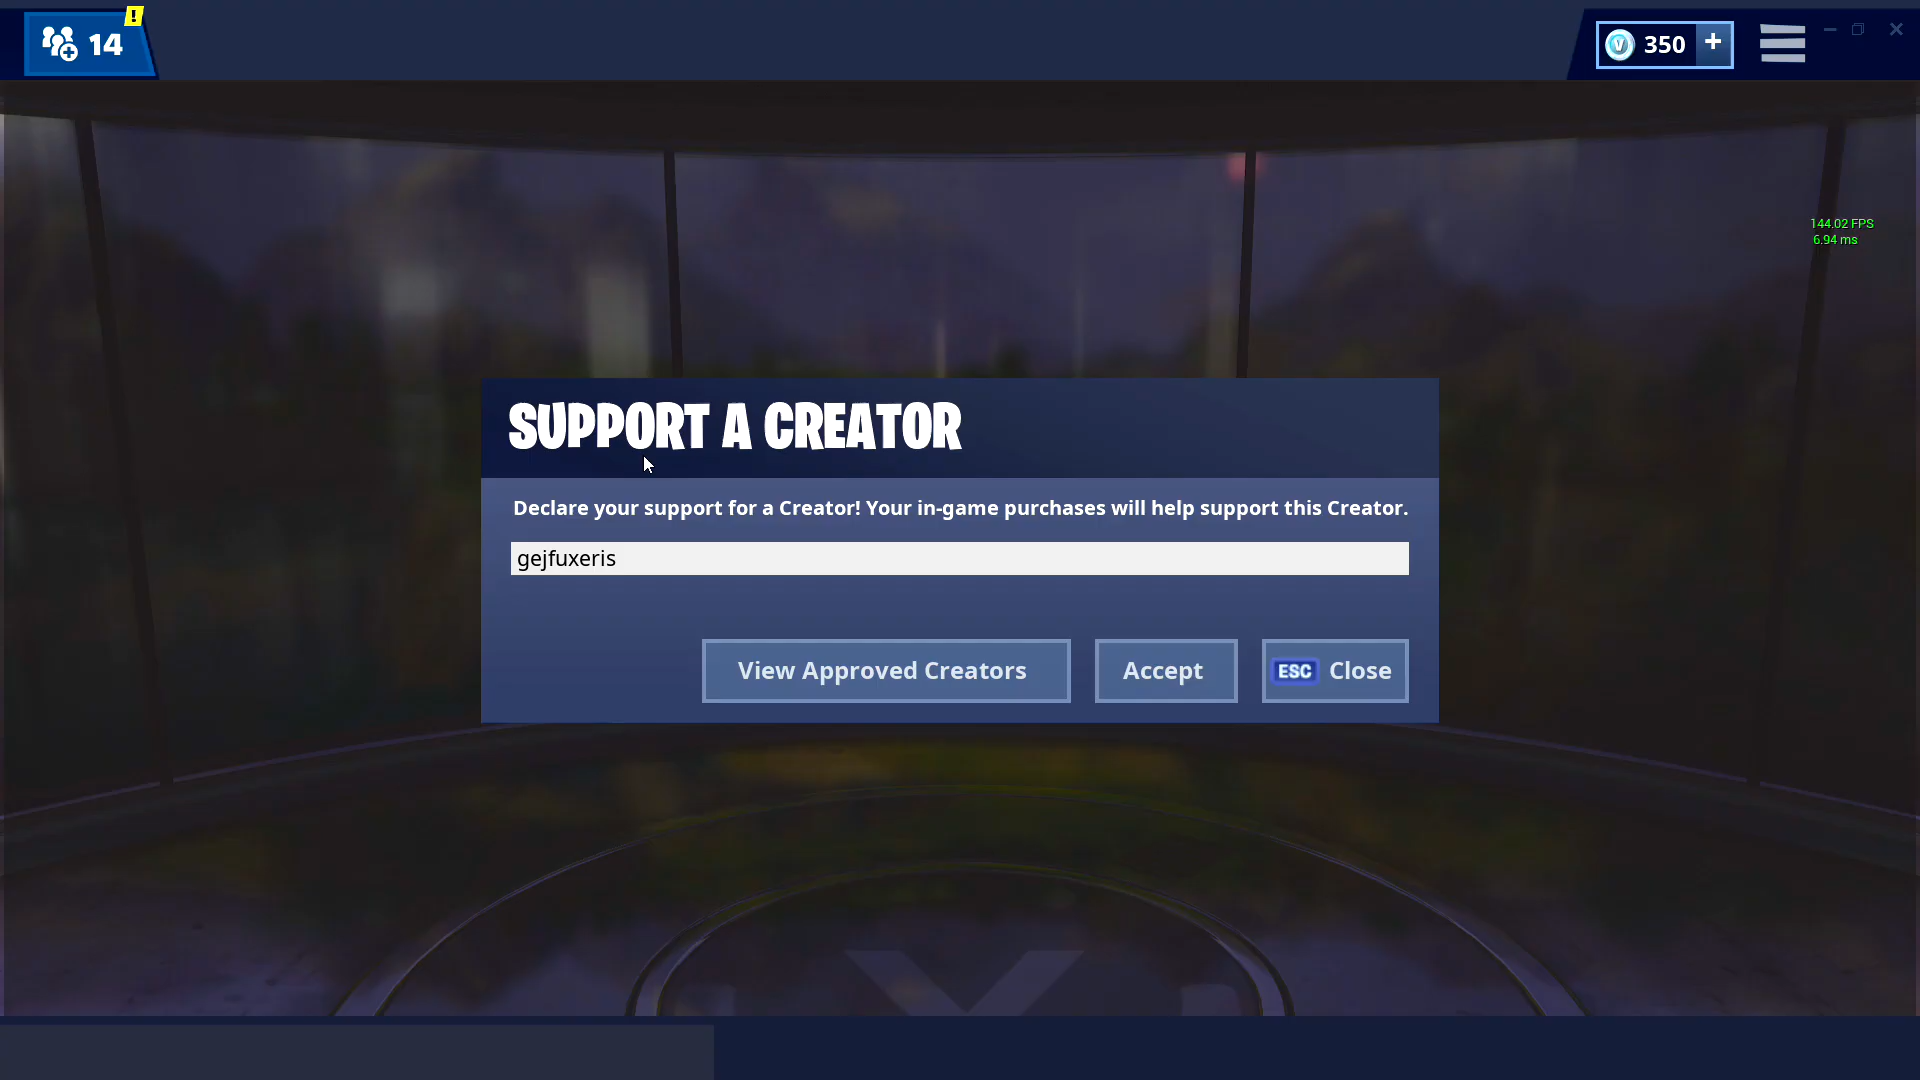 !
14
350 +
144.02 FPS
6.94 ms
SUPPORT A CREATOR
Declare your support for a Creator! Your in-game purchases will help support this Creator.
gejfuxeris
View Approved Creators
Accept
ESC Close